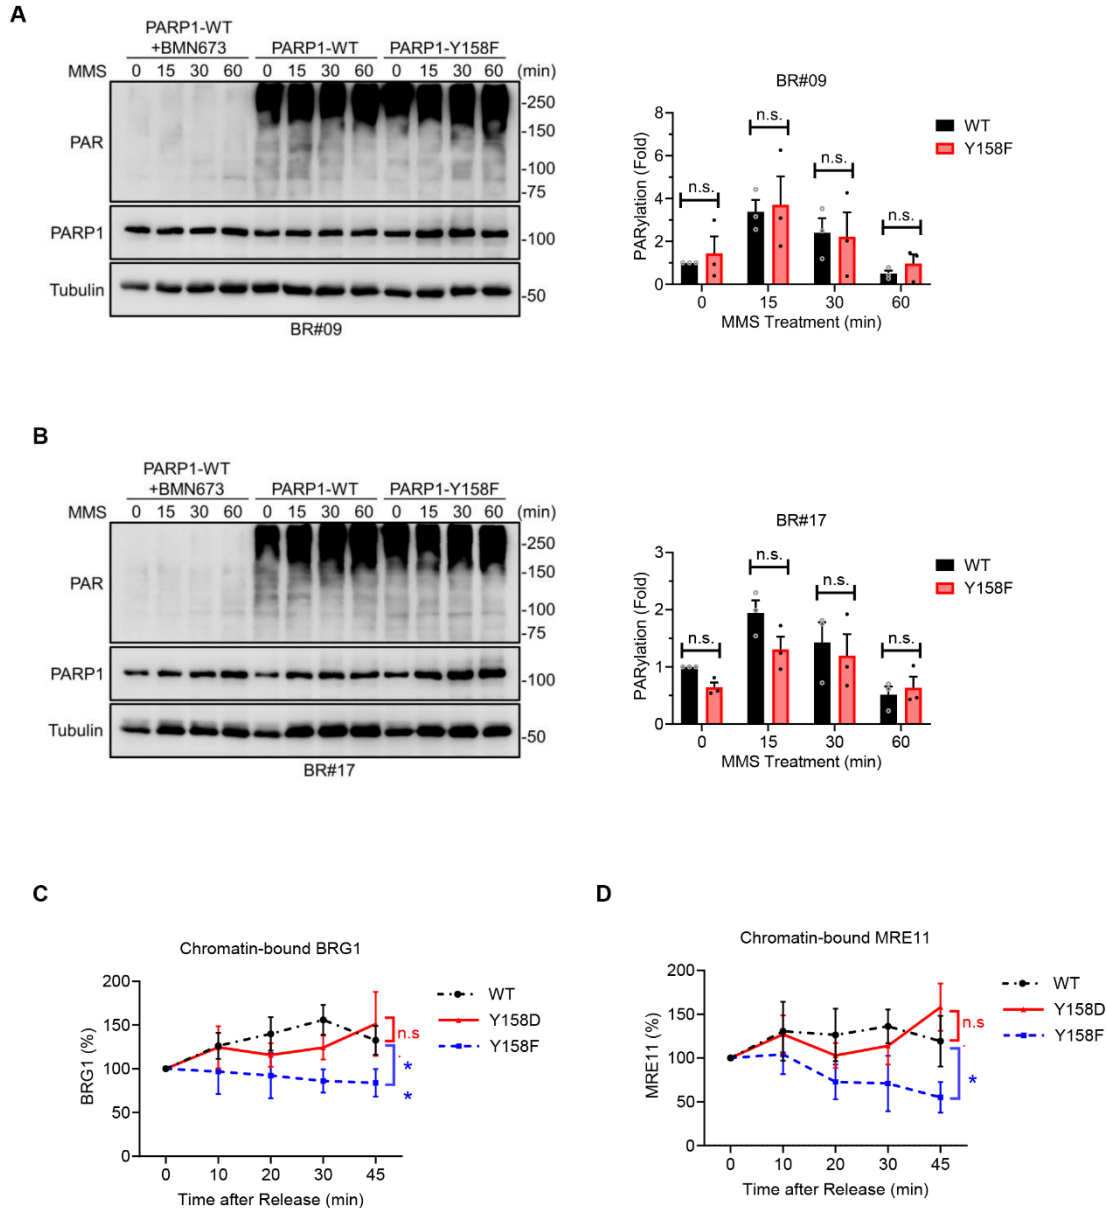 A
PARP1-WT
+BMN673 PARP1-WT PARP1-Y158F
MMS 0 15 30 60 0 15 30 60 0 15 30 60 (min)
PAR
-250
-150
-100
-75
PARP1
-100
Tubulin
-50
BR#09
BR#09
PARylation (Fold)
8
6
4
2
0
n.s.
n.s.
n.s.
n.s.
WT
Y158F
0 15 30 60
MMS Treatment (min)
B
PARP1-WT
+BMN673 PARP1-WT PARP1-Y158F
MMS 0 15 30 60 0 15 30 60 0 15 30 60 (min)
PAR
-250
-150
-100
-75
PARP1
-100
Tubulin
-50
BR#17
BR#17
PARylation (Fold)
3
2
1
0
n.s.
n.s.
n.s.
n.s.
WT
Y158F
0 15 30 60
MMS Treatment (min)
C
Chromatin-bound BRG1
BRG1 (%)
200
150
100
50
0
WT
Y158D
Y158F
n.s
*
*
0 10 20 30 45
Time after Release (min)
D
Chromatin-bound MRE11
MRE11 (%)
200
150
100
50
0
WT
Y158D
Y158F
n.s
*
0 10 20 30 45
Time after Release (min)